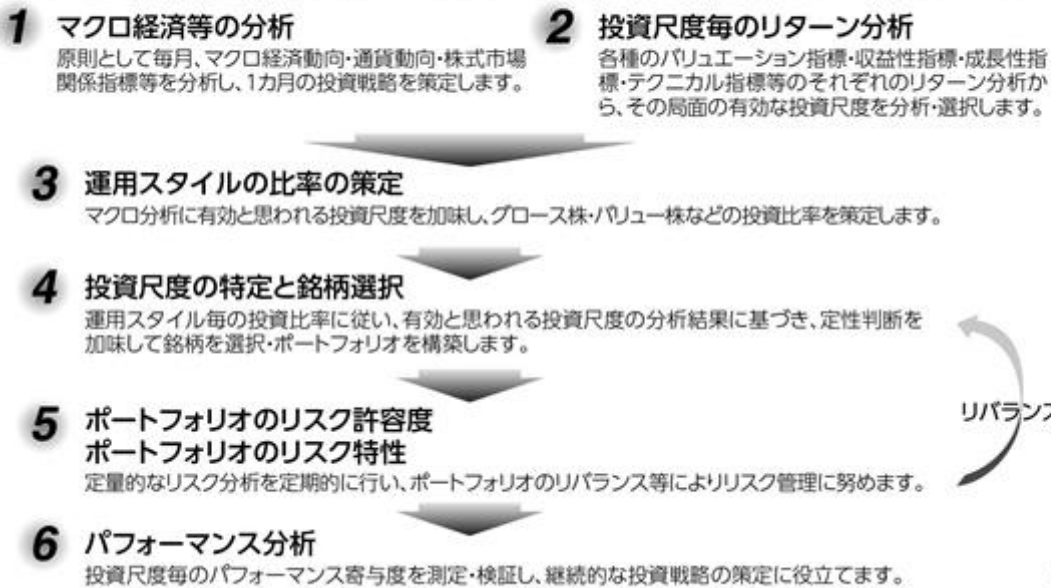 1 マクロ経済等の分析
原則として毎月、マクロ経済動向・通貨動向・株式市場
関係指標等を分析し、1カ月の投資戦略を策定します。
2 投資尺度毎のリターン分析
各種のバリュエーション指標・収益性指標・成長性指
標・テクニカル指標等のそれぞれのリターン分析か
ら、その局面の有効な投資尺度を分析・選択します。
3 運用スタイルの比率の策定
マクロ分析に有効と思われる投資尺度を加味し、グロース株・バリュー株などの投資比率を策定します。
4 投資尺度の特定と銘柄選択
運用スタイル毎の投資比率に従い、有効と思われる投資尺度の分析結果に基づき、定性判断を
加味して銘柄を選択・ポートフォリオを構築します。
5 ポートフォリオのリスク許容度
ポートフォリオのリスク特性
定量的なリスク分析を定期的に行い、ポートフォリオのリバランス等によりリスク管理に努めます。
リバランス
6 パフォーマンス分析
投資尺度毎のパフォーマンス寄与度を測定・検証し、継続的な投資戦略の策定に役立てます。